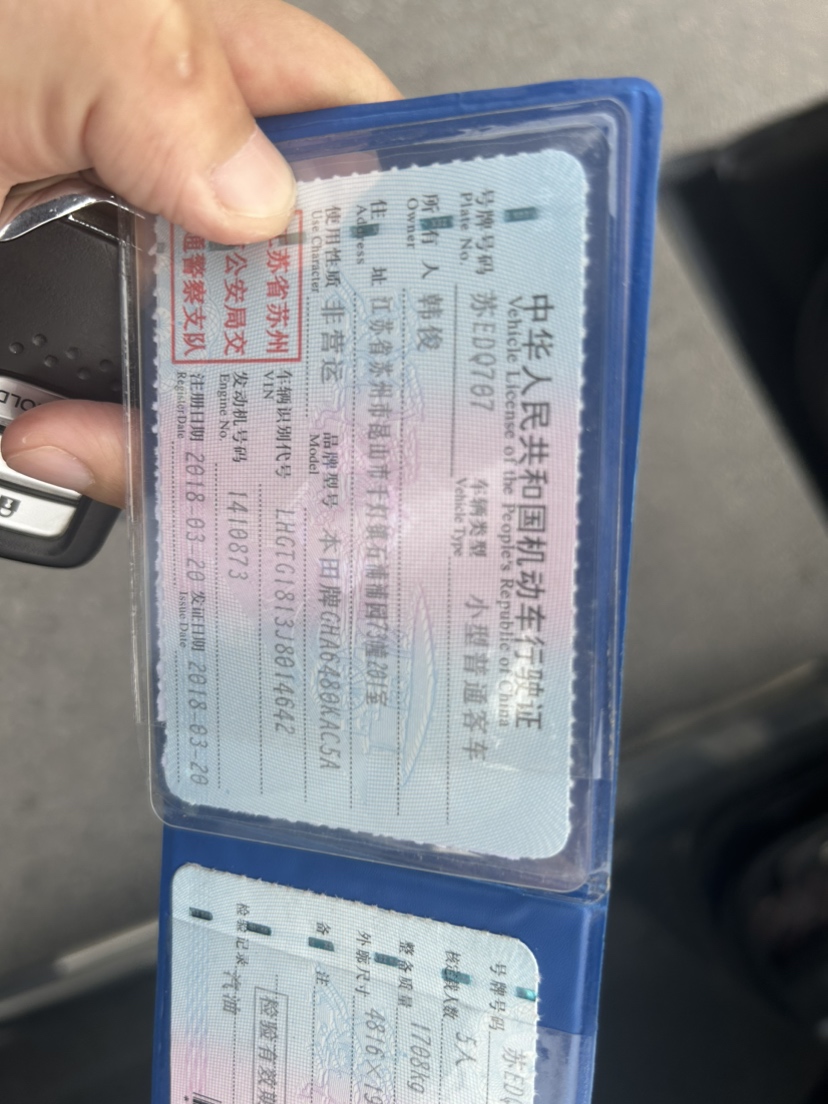 中华人民共和国机动车行驶证
Vehicle License of the People's Republic of China
号牌号码 苏EDQ707 车辆类型 小型普通客车
Plate No. Vehicle Type
所有人 韩俊
Owner
住址 江苏省苏州市昆山市千灯镇石浦浦园73幢201室
Address
使用性质 非营运 品牌型号 本田牌GHA6480KAC5A
Use Character Model
苏省苏州
公安局交
通警察支队
车辆识别代号 LHGTG1813J8014642
VIN
发动机号码 1410873
Engine No.
注册日期 2018-03-20 发证日期 2018-03-20
Register Date Issue Date
号牌号码 苏ED
核定载人数 5人
整备质量 1708kg
外廓尺寸 4816×19
备注
检验有效期
检验记录 汽油